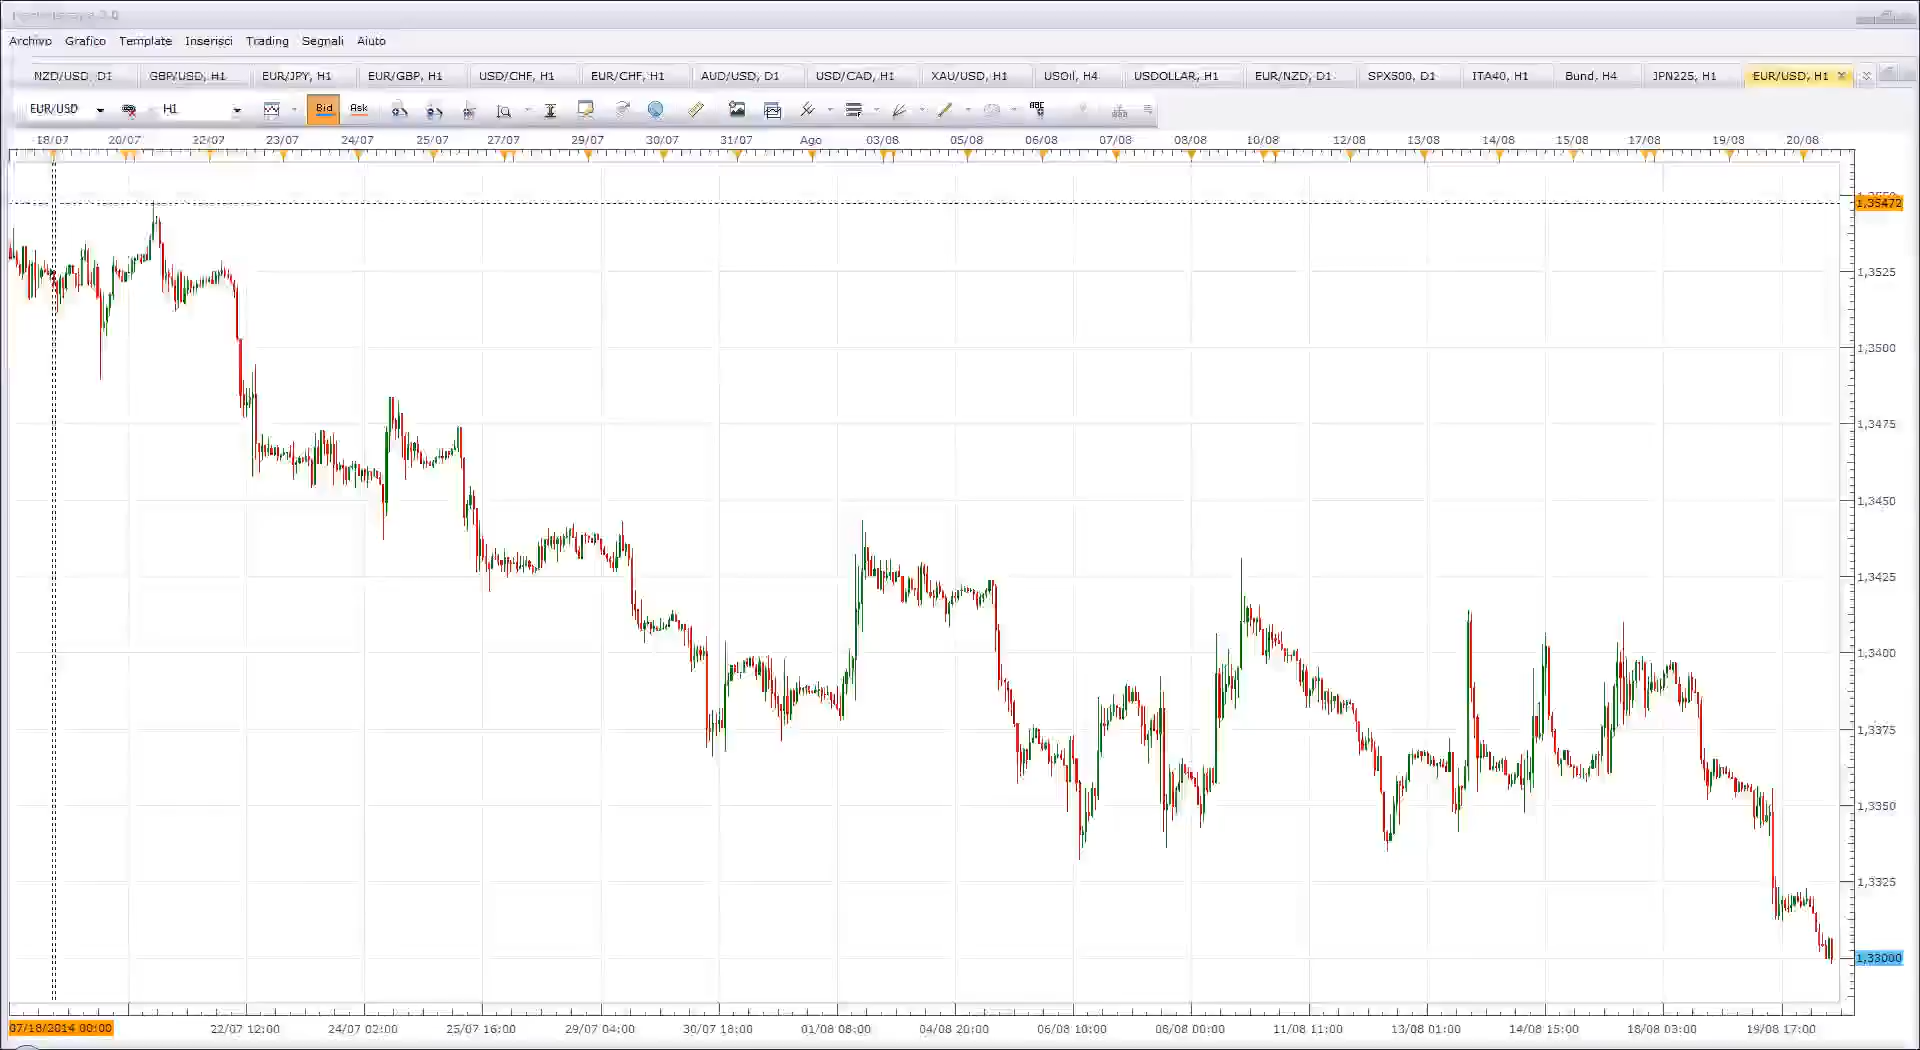 Archivo Grafico Template Inserisci Trading Segnali Aiuto
NZD/USD, D1 GBP/USD, H1 EUR/JPY, H1 EUR/GBP, H1 USD/CHF, H1 EUR/CHF, H1 AUD/USD, D1 USD/CAD, H1 XAU/USD, H1 USOil, H4 USDOLLAR, H1 EUR/NZD, D1 SPX500, D1 ITA40, H1 Bund, H4 JPN225, H1 EUR/USD, H1
EUR/USD H1 Bid Ask ABC
18/07 20/07 22/07 23/07 24/07 25/07 27/07 29/07 30/07 31/07 Ago 03/08 05/08 06/08 07/08 08/08 10/08 12/08 13/08 14/08 15/08 17/08 19/08 20/08
1,35472
1,3525
1,3500
1,3475
1,3450
1,3425
1,3400
1,3375
1,3350
1,3325
1,33000
07/18/2014 00:00 22/07 12:00 24/07 02:00 25/07 16:00 29/07 04:00 30/07 18:00 01/08 08:00 04/08 20:00 06/08 10:00 08/08 00:00 11/08 11:00 13/08 01:00 14/08 15:00 18/08 03:00 19/08 17:00